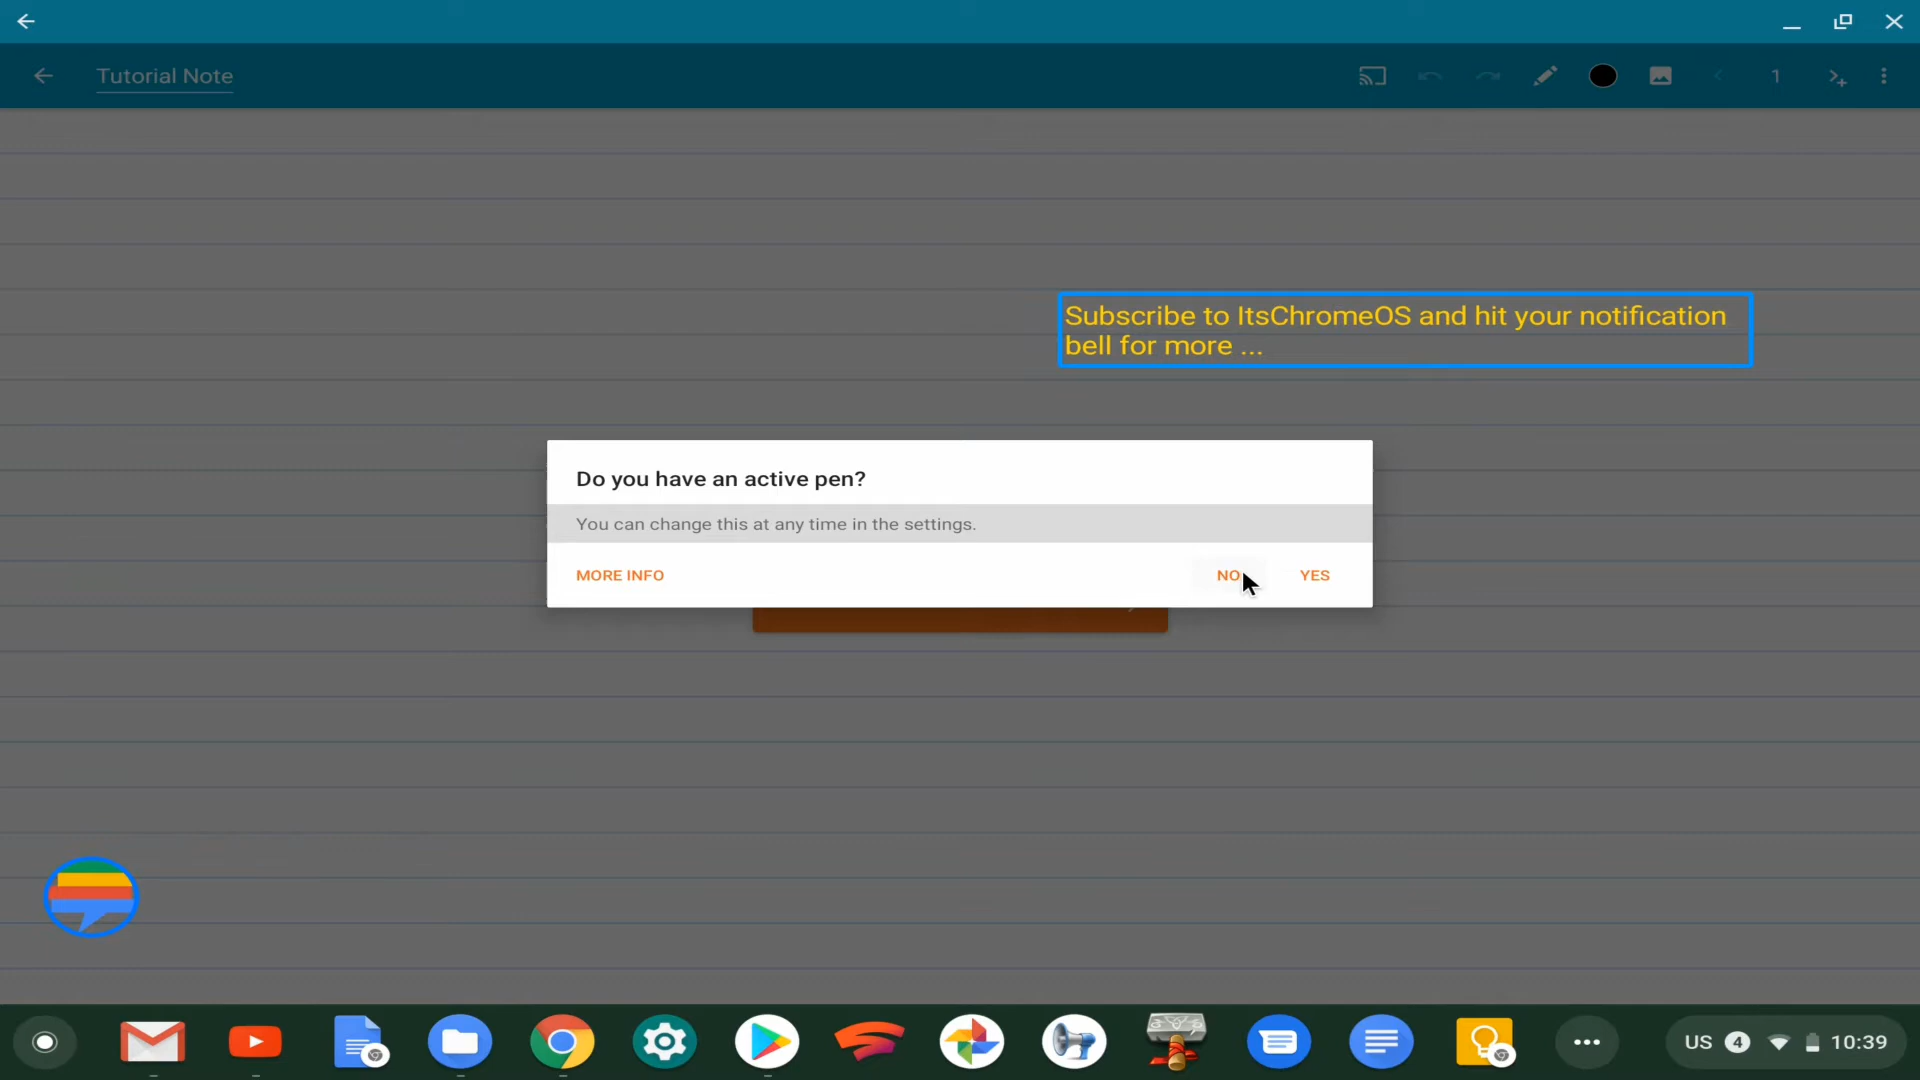 Tutorial Note
1
Subscribe to ItsChromeOS and hit your notification
bell for more ...
Do you have an active pen?
You can change this at any time in the settings.
MORE INFO
NO
YES
US 4 10:39